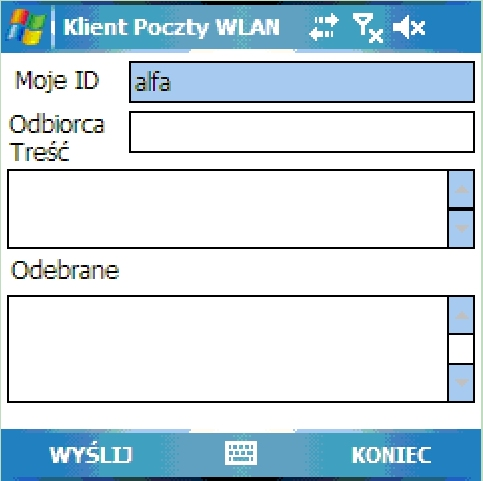 Klient Poczty WLAN
Moje ID alfa
Odbiorca
Treść
Odebrane
WYŚLIJ KONIEC